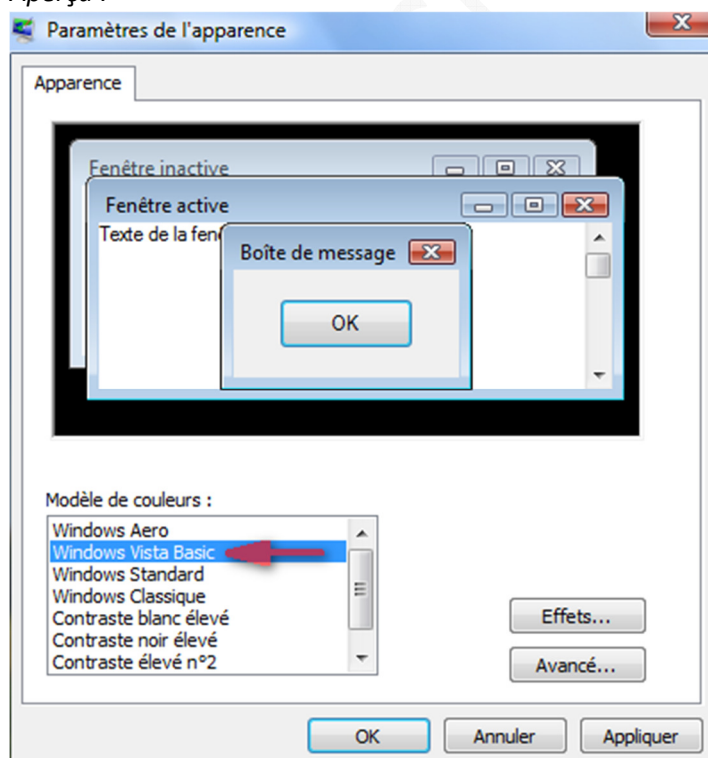 Aperçu :
Paramètres de l'apparence
Apparence
Fenêtre inactive
Fenêtre active
Texte de la fen
Boîte de message
OK
Modèle de couleurs :
Windows Aero
Windows Vista Basic
Windows Standard
Windows Classique
Contraste blanc élevé
Contraste noir élevé
Contraste élevé n°2
Effets...
Avancé...
OK Annuler Appliquer